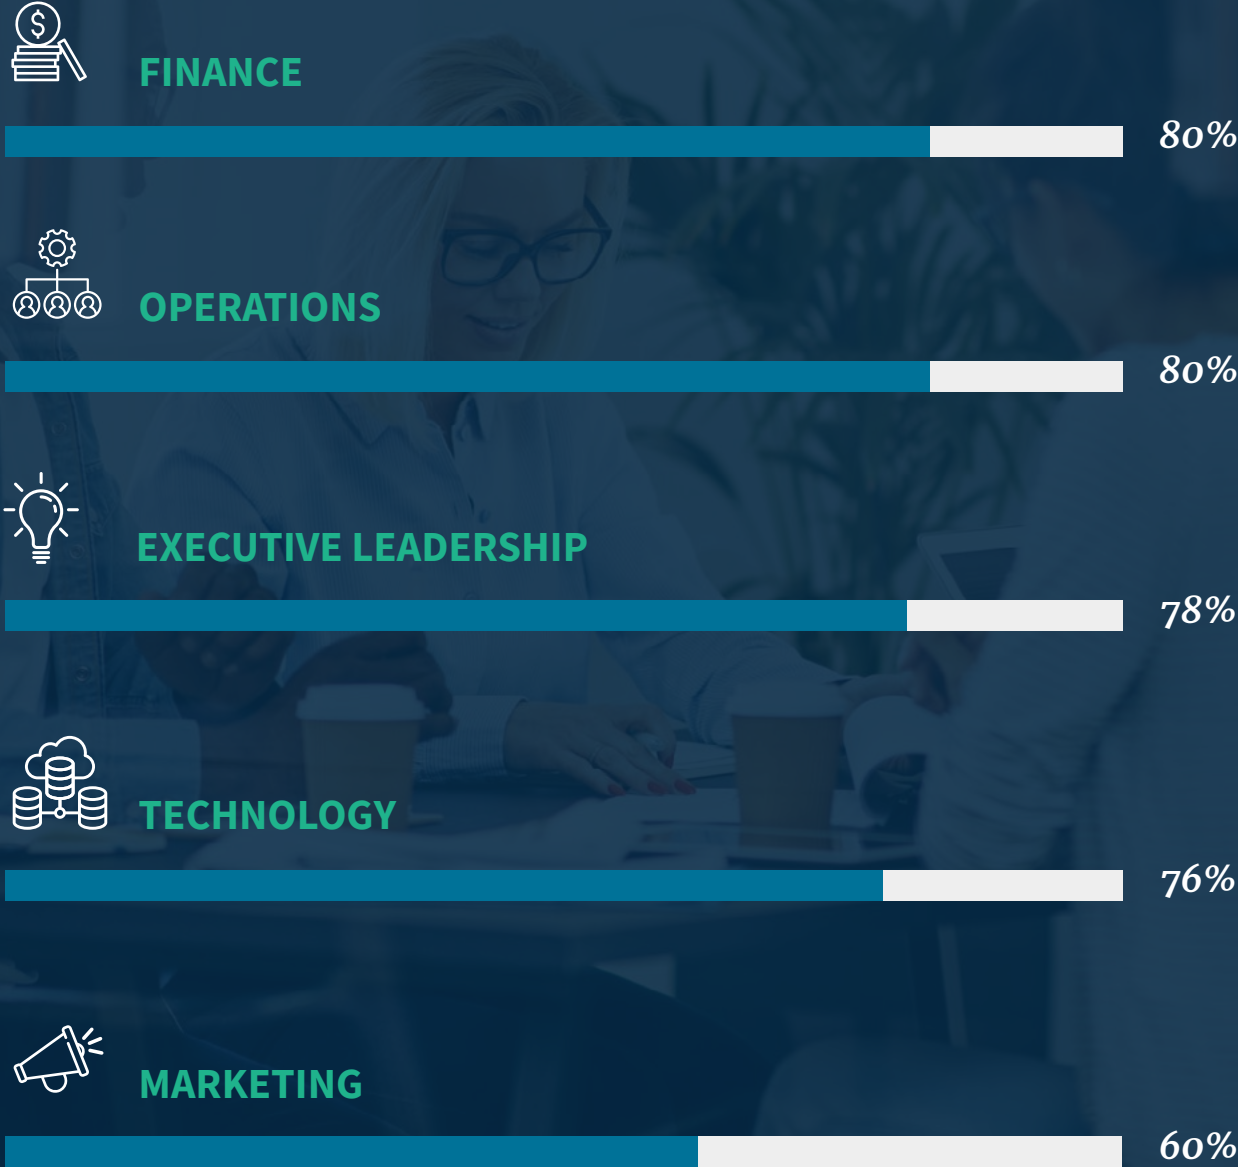 $
FINANCE
80%
OPERATIONS
80%
EXECUTIVE LEADERSHIP
78%
TECHNOLOGY
76%
MARKETING
60%